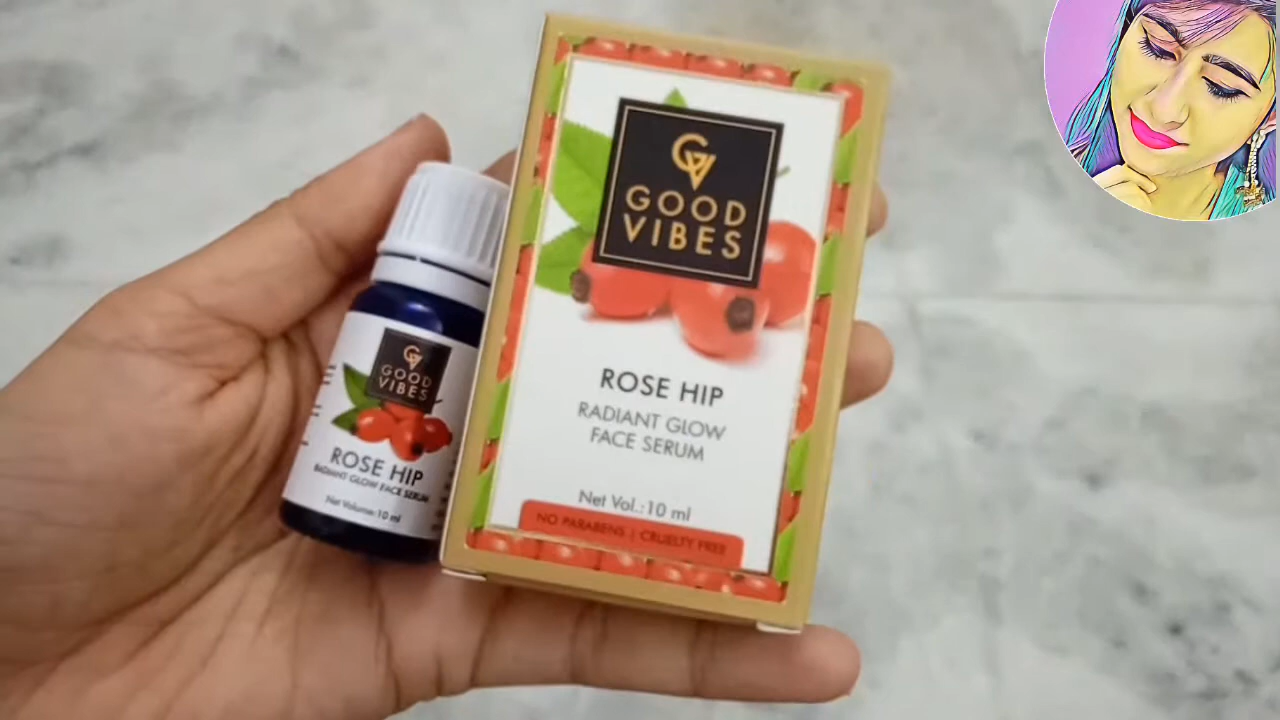 GOOD
VIBES
ROSE HIP
RADIANT GLOW FACE SERUM
Net Volume:10 ml
GV
GOOD
VIBES
ROSE HIP
RADIANT GLOW
FACE SERUM
Net Vol.:10 ml
NO PARABENS | CRUELTY FREE